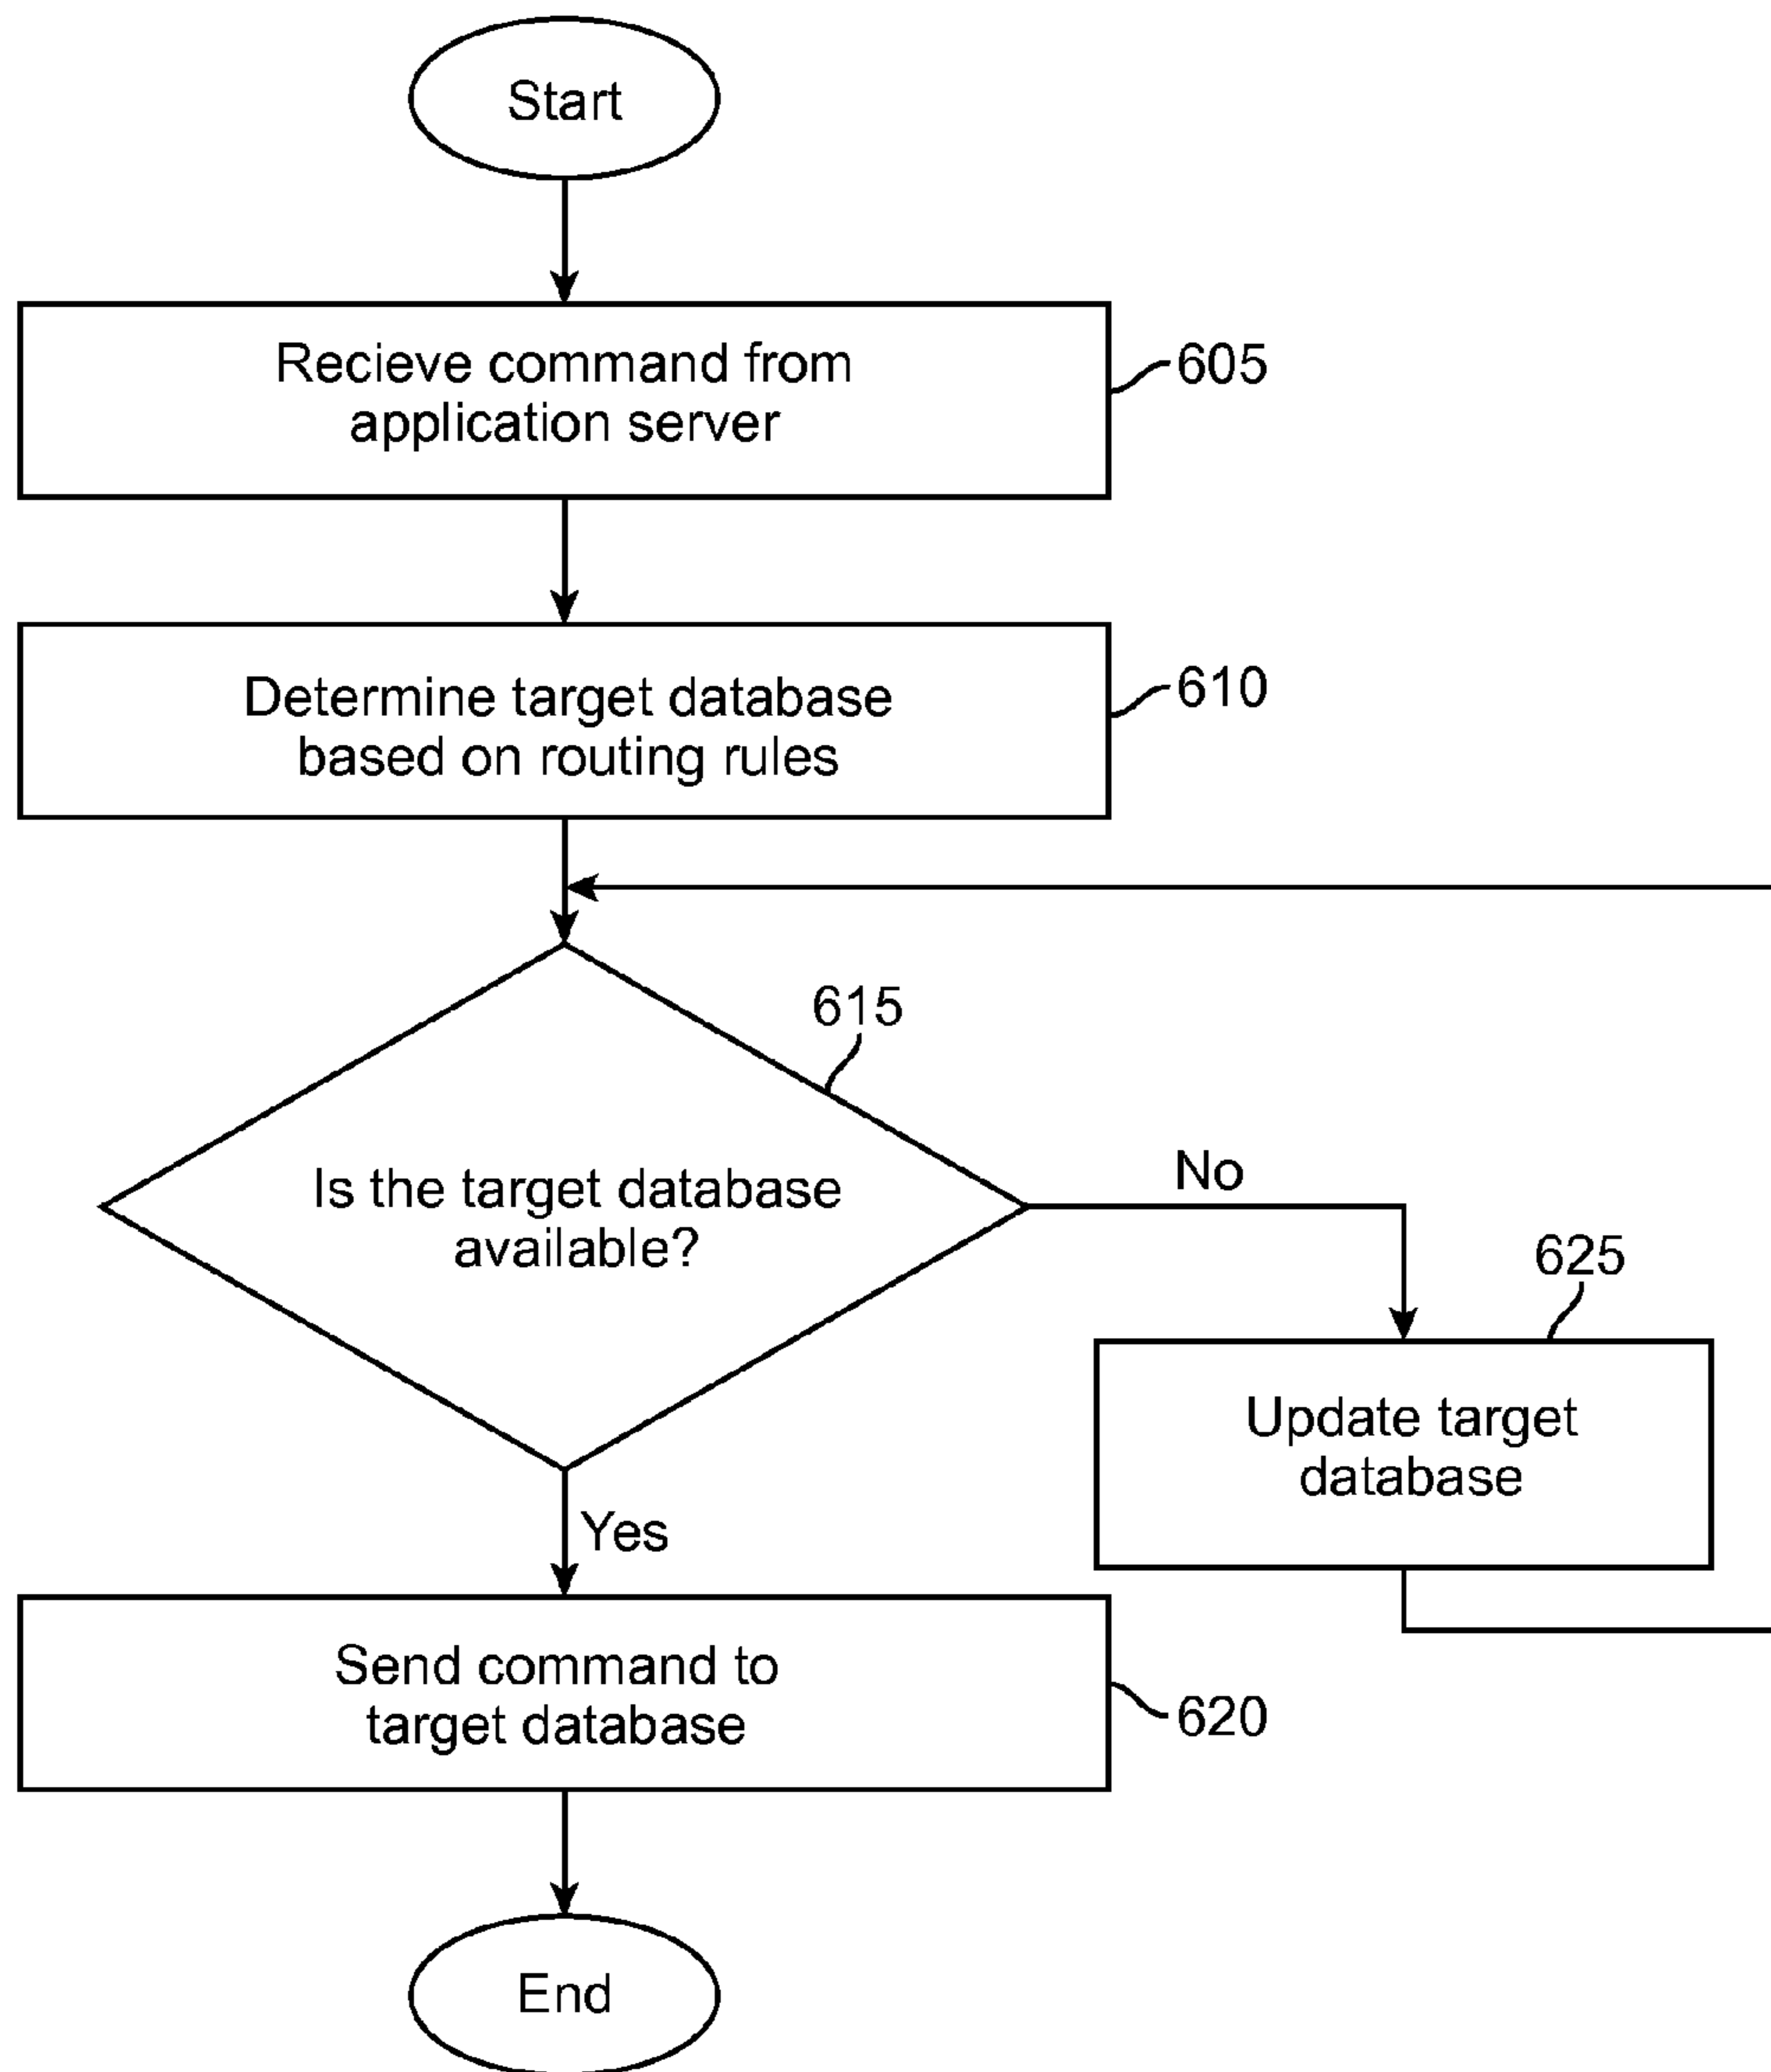 Start
Recieve command from
application server
605
Determine target database
based on routing rules
610
615
Is the target database
available?
No
625
Update target
database
Yes
Send command to
target database
620
End